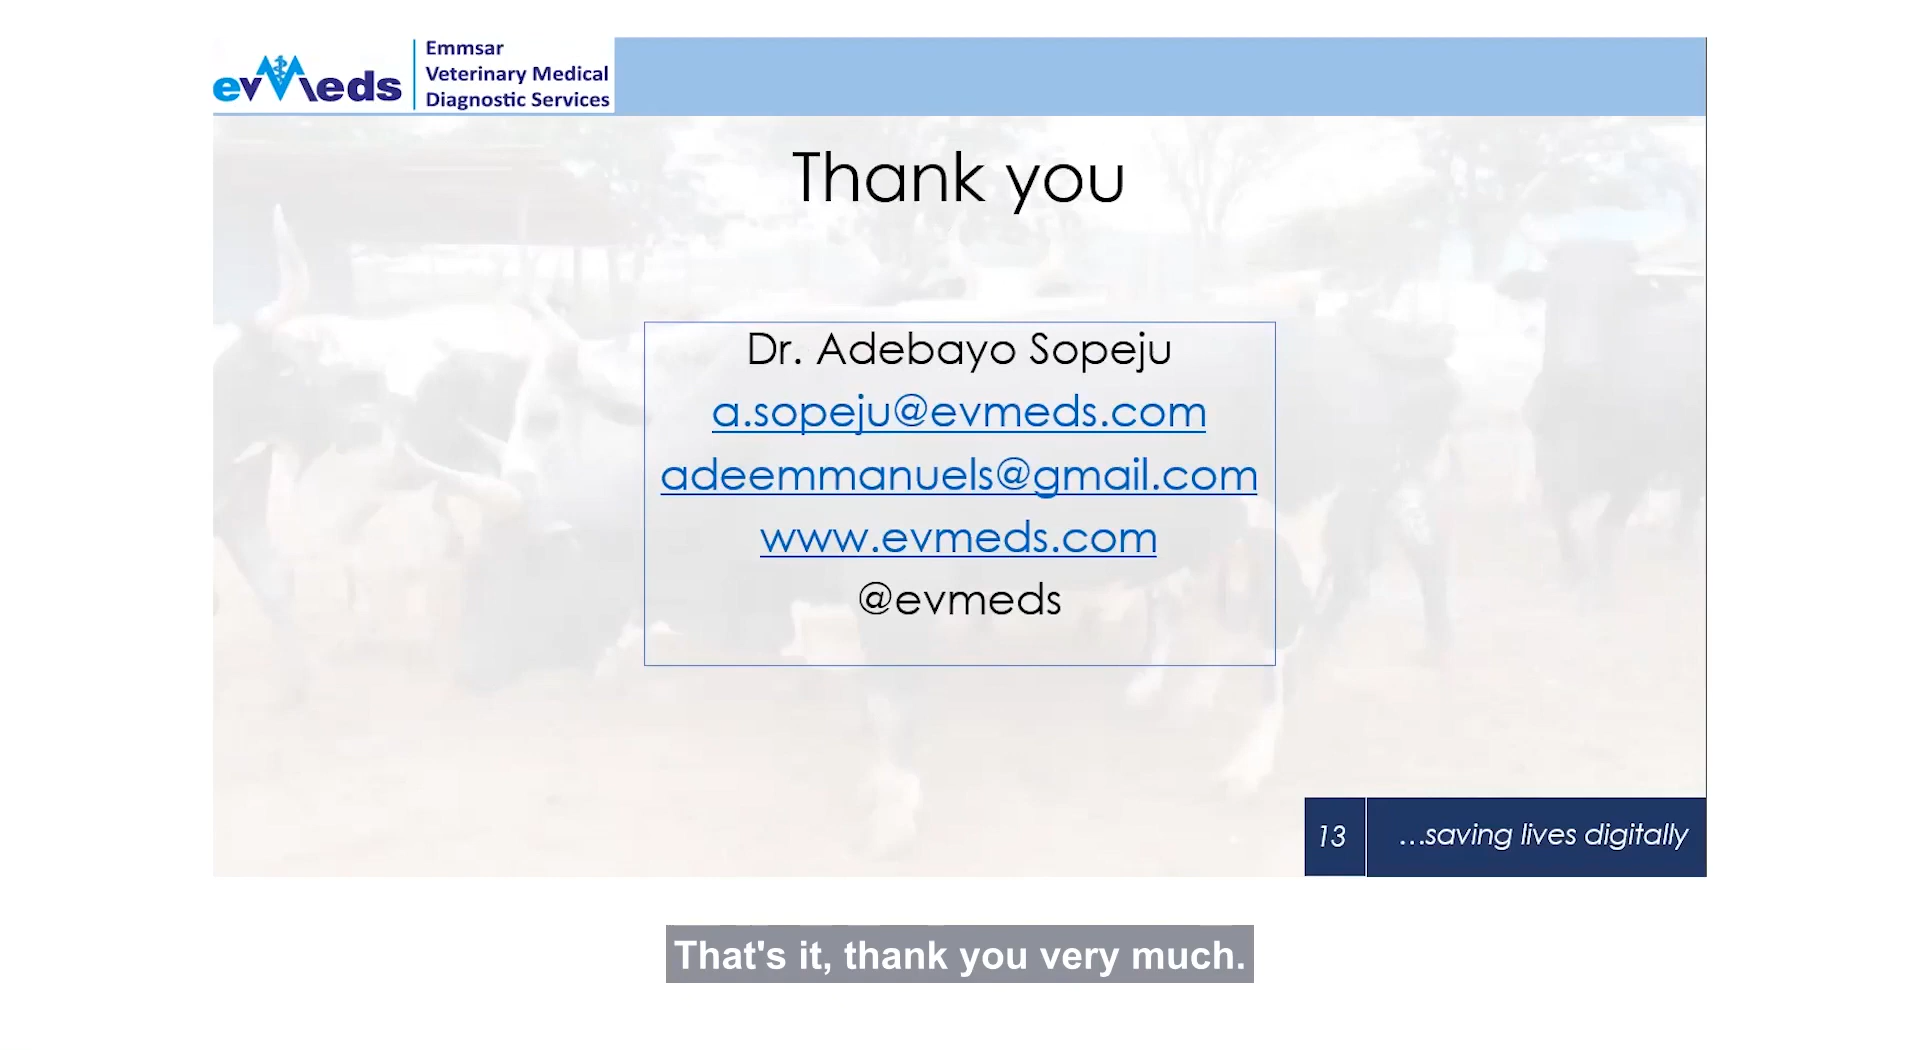 evMeds
Emmsar
Veterinary Medical
Diagnostic Services
Thank you
Dr. Adebayo Sopeju
a.sopeju@evmeds.com
adeemmanuels@gmail.com
www.evmeds.com
@evmeds
13
...saving lives digitally
That's it, thank you very much.